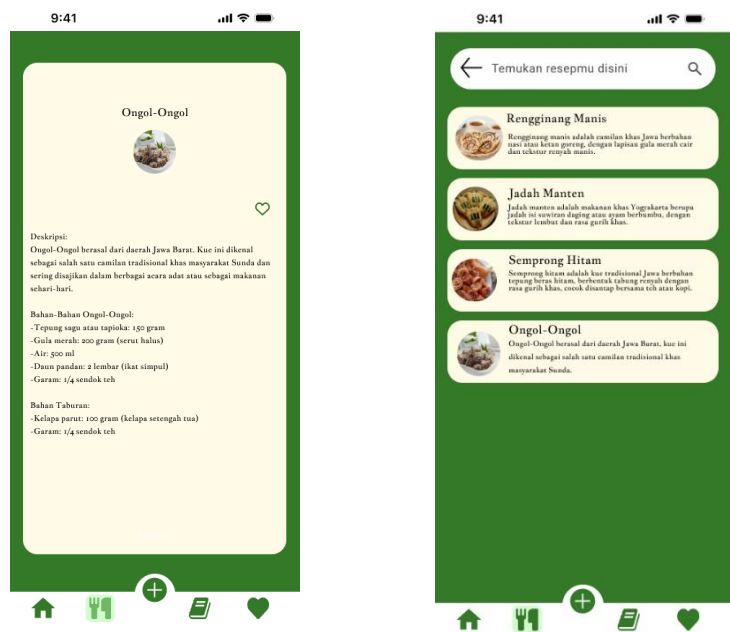 9:41
Ongol-Ongol
Deskripsi:
Ongol-Ongol berasal dari daerah Jawa Barat. Kue ini dikenal
sebagai salah satu camilan tradisional khas masyarakat Sunda dan
sering disajikan dalam berbagai acara adat atau sebagai makanan
sehari-hari.
Bahan-Bahan Ongol-Ongol:
-Tepung sagu atau tapioka: 150 gram
-Gula merah: 200 gram (serut halus)
-Air: 500 ml
-Daun pandan: 2 lembar (ikat simpul)
-Garam: 1/4 sendok teh
Bahan Taburan:
-Kelapa parut: 100 gram (kelapa setengah tua)
-Garam: 1/4 sendok teh
9:41
Temukan resepmu disini
Rengginang Manis
Rengginang manis adalah camilan khas Jawa berbahan
nasi atau ketan goreng, dengan lapisan gula merah cair
dan tekstur renyah manis.
Jadah Manten
Jadah manten adalah makanan khas Yogyakarta berupa
jadah isi suwiran daging atau ayam berbumbu, dengan
tekstur lembut dan rasa gurih khas.
Semprong Hitam
Semprong hitam adalah kue tradisional Jawa berbahan
tepung beras hitam, berbentuk tabung renyah dengan
rasa gurih khas, cocok disantap bersama teh atau kopi.
Ongol-Ongol
Ongol-Ongol berasal dari daerah Jawa Barat, kue ini
dikenal sebagai salah satu camilan tradisional khas
masyarakat Sunda.